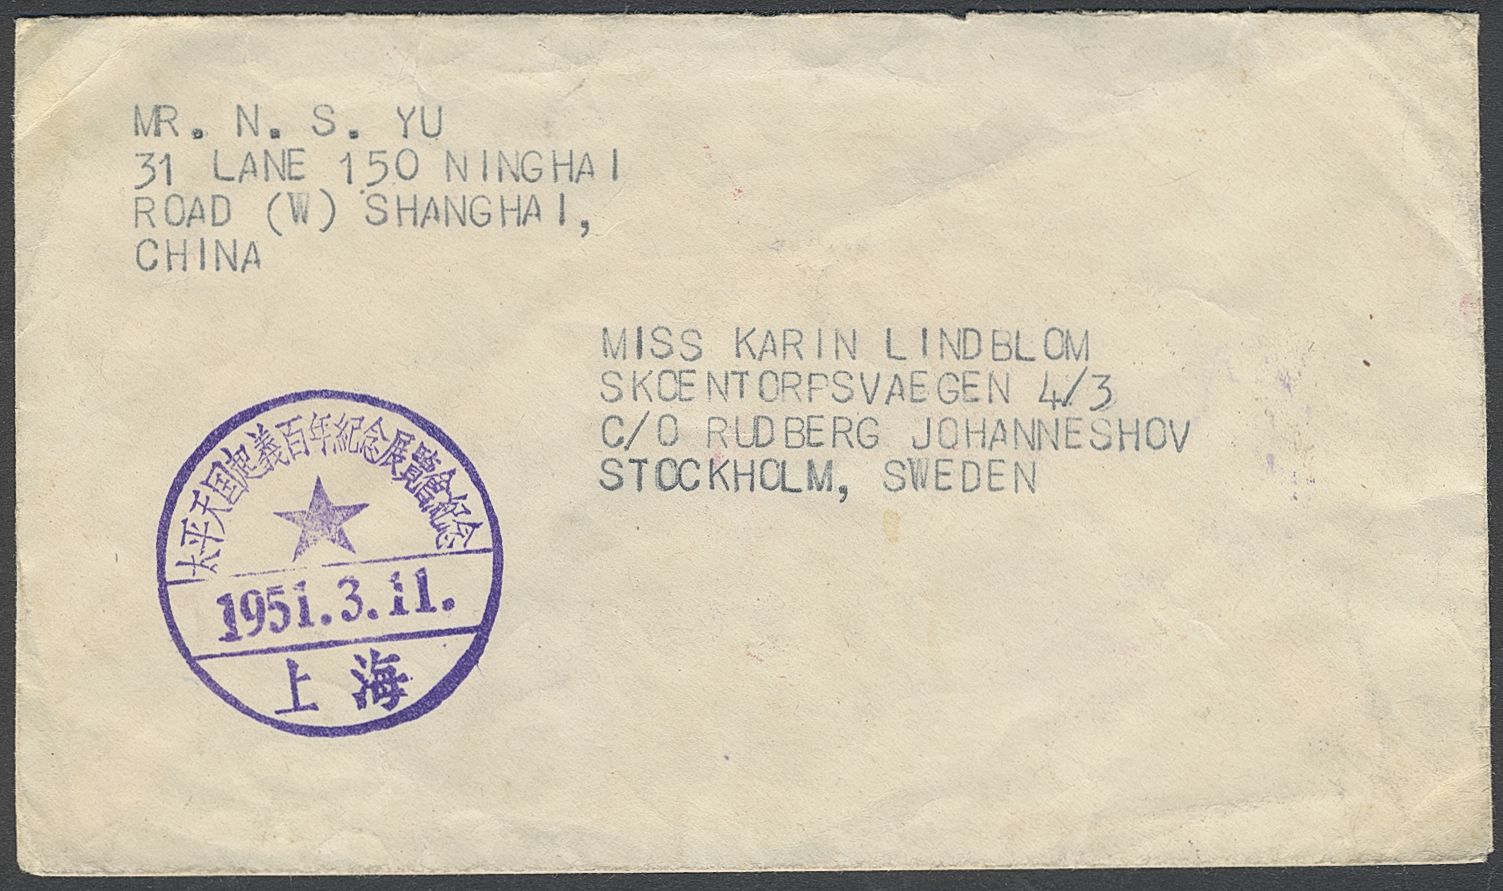 MR. N. S. YU
31 LANE 150 NINGHAI
ROAD (W) SHANGHAI,
CHINA
MISS KARIN LINDBLOM
SKOENTORPSVAEGEN 4/3
C/O RUDBERG JOHANNESHOV
STOCKHOLM, SWEDEN
太平天国起義百年紀念展覽會紀念
1951.3.11.
上海